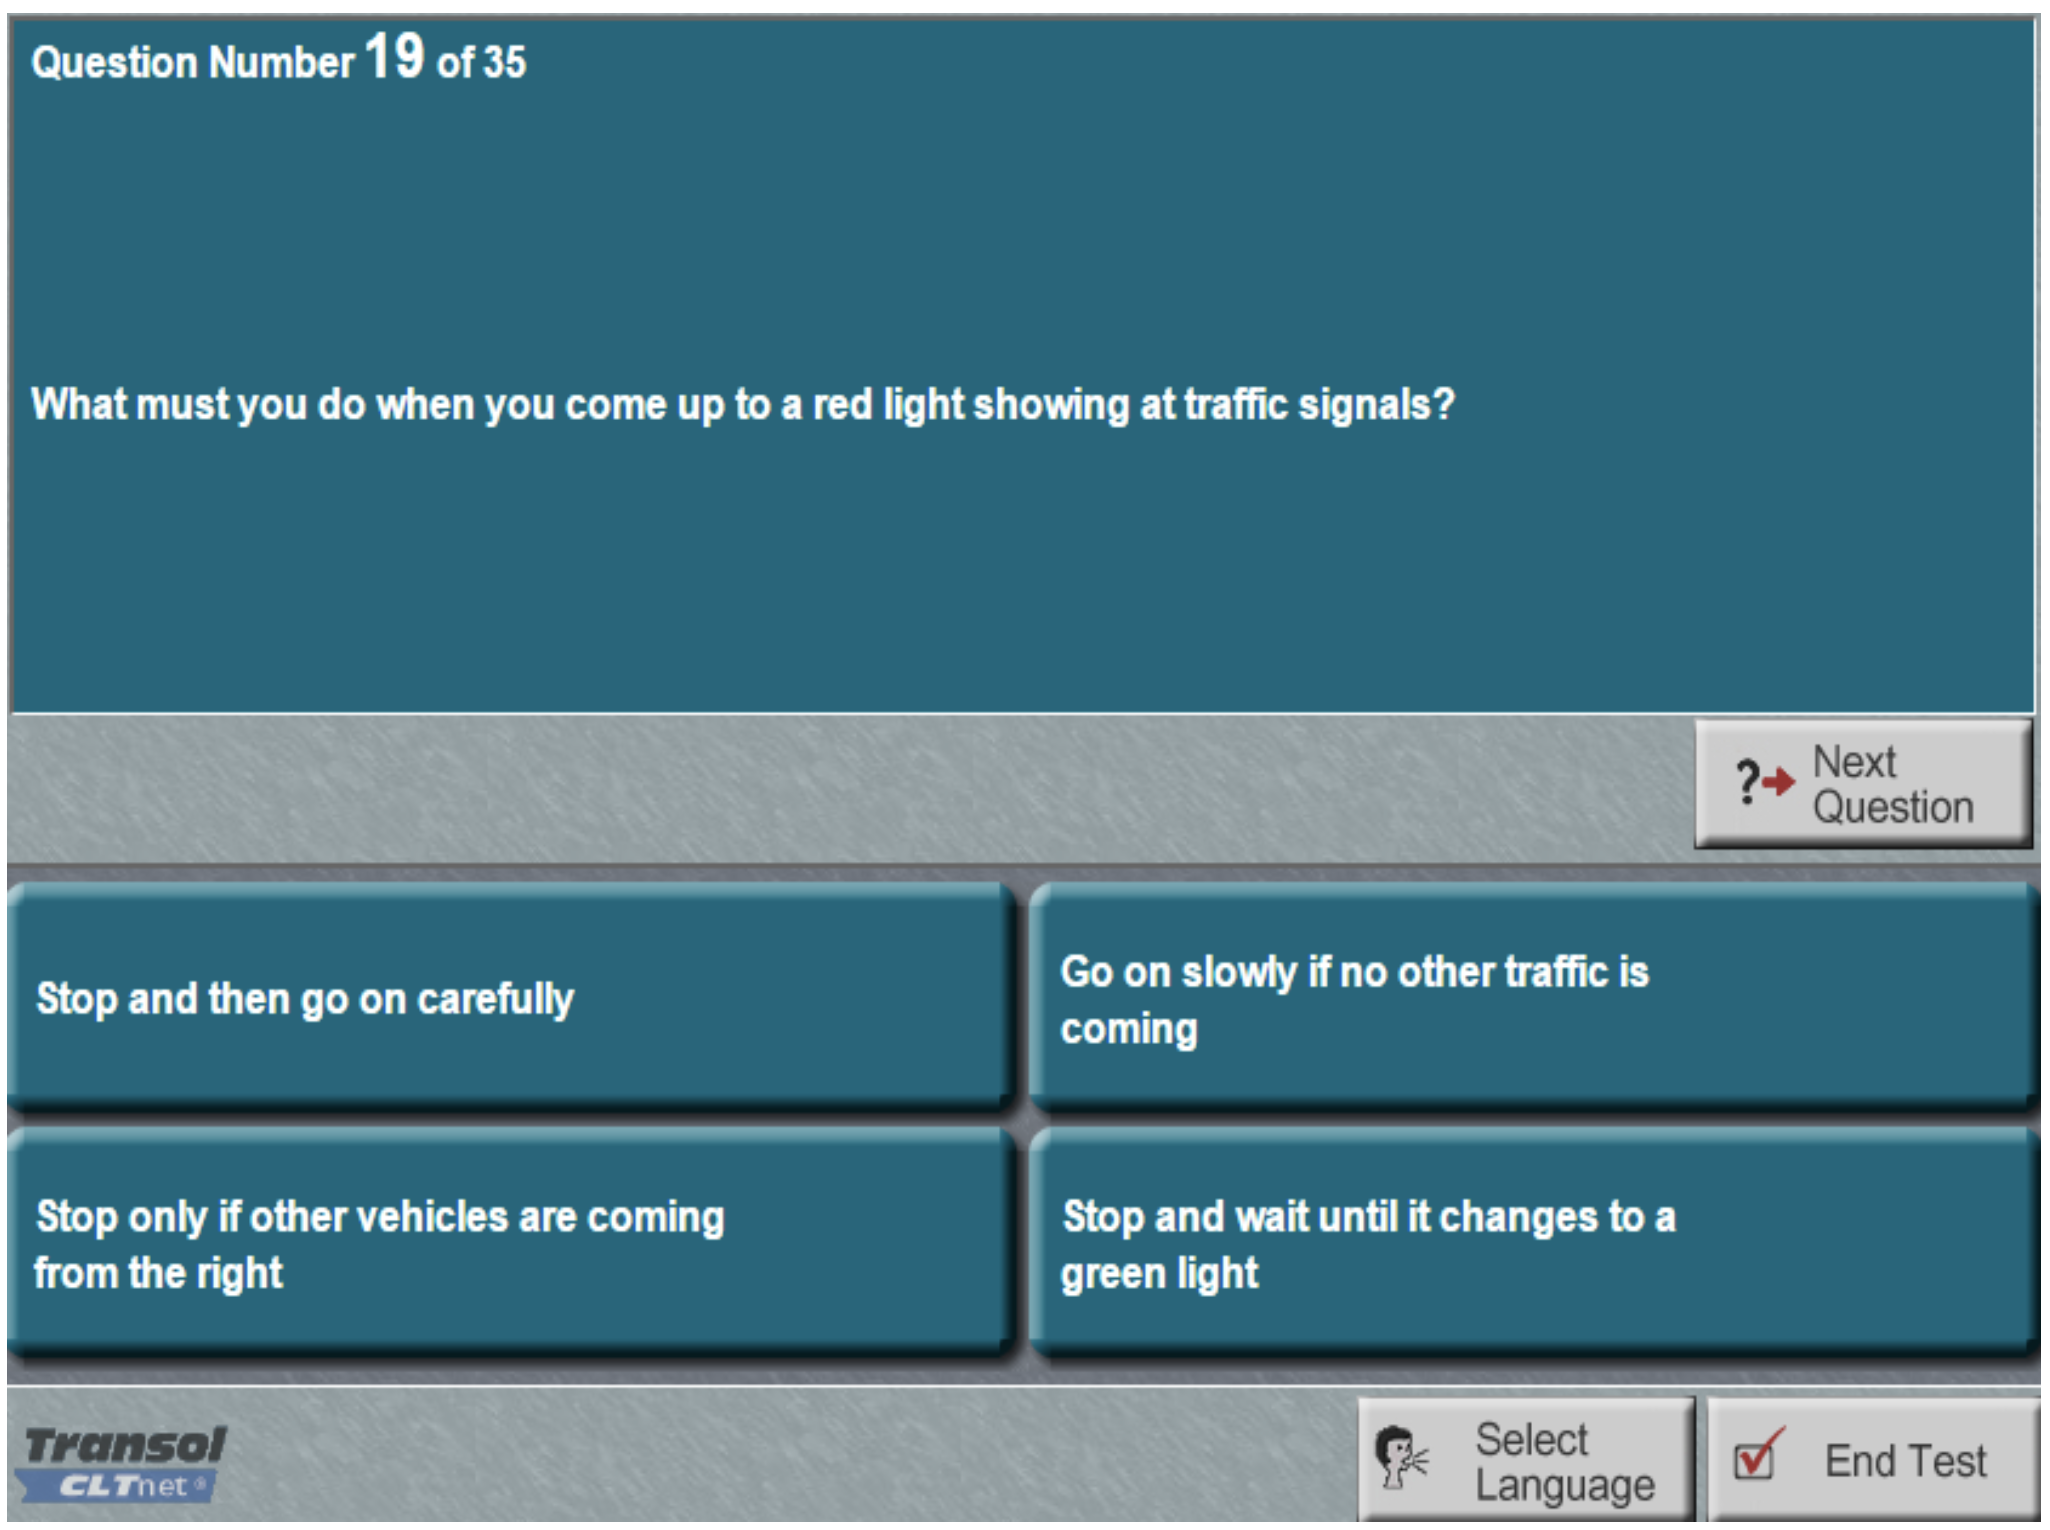 Question Number 19 of 35
What must you do when you come up to a red light showing at traffic signals?
?
Next
Question
Stop and then go on carefully
Go on slowly if no other traffic is
coming
Stop only if other vehicles are coming
from the right
Stop and wait until it changes to a
green light
Transol
CLTnet®
Select
Language
End Test